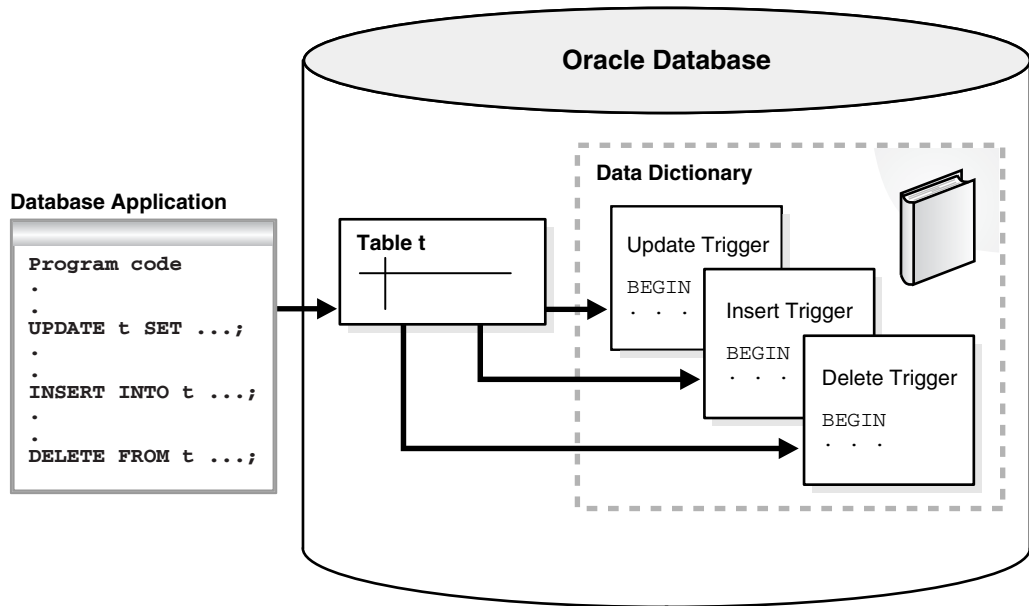 Oracle Database
Data Dictionary
Database Application
Program code
.
.
UPDATE t SET ...;
.
.
INSERT INTO t ...;
.
.
DELETE FROM t ...;
Table t
Update Trigger
BEGIN
. . .
Insert Trigger
BEGIN
. . .
Delete Trigger
BEGIN
. . .